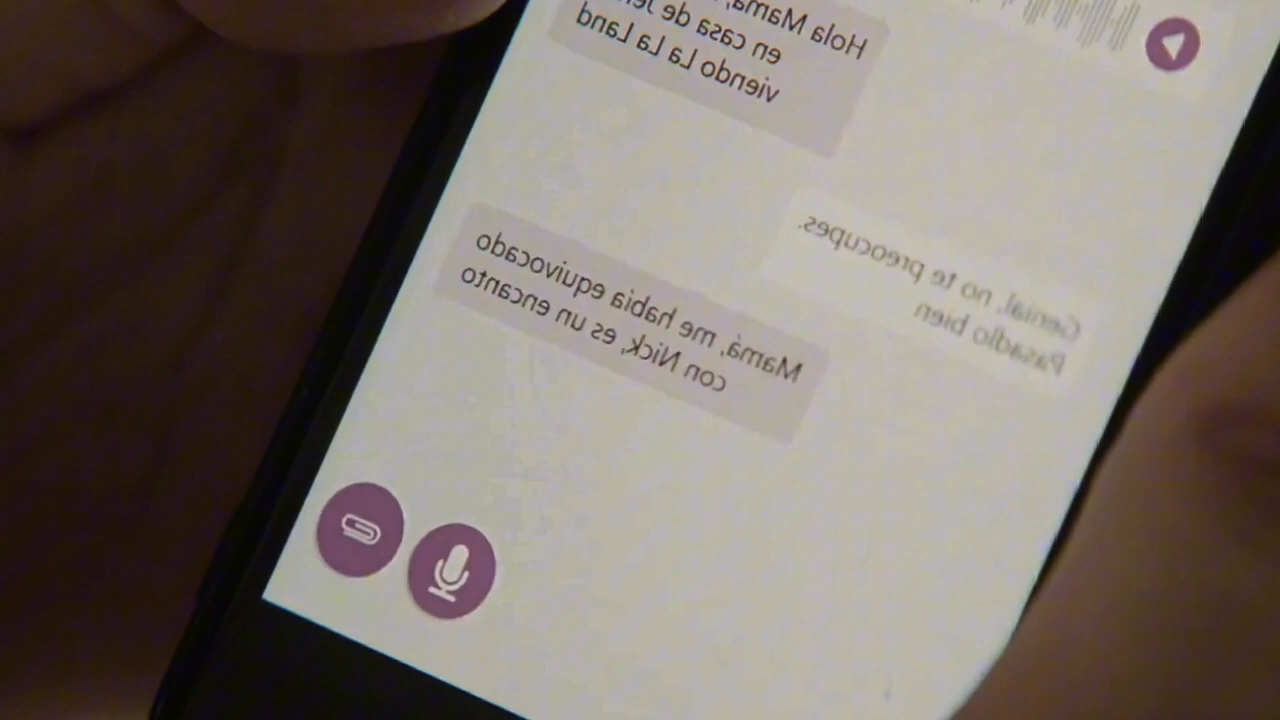 Hola Mamá,
en casa de
viendo La La Land
Genial, no te preocupes.
Pasadlo bien
Mamá, me había equivocado
con Nick, es un encanto